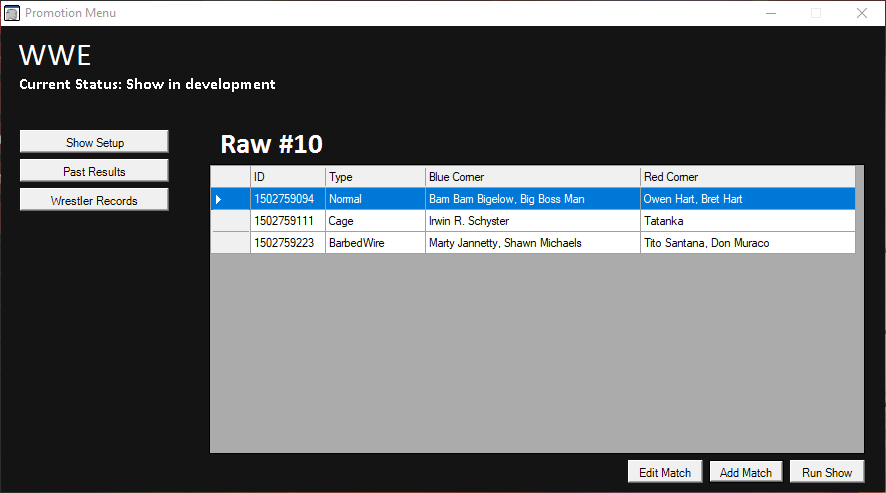 Promotion Menu
WWE
Current Status: Show in development
Show Setup
Past Results
Wrestler Records
Raw #10
ID Type Blue Corner Red Corner
1502759094 Normal Bam Bam Bigelow, Big Boss Man Owen Hart, Bret Hart
1502759111 Cage Irwin R. Schyster Tatanka
1502759223 BarbedWire Marty Jannetty, Shawn Michaels Tito Santana, Don Muraco
Edit Match Add Match Run Show